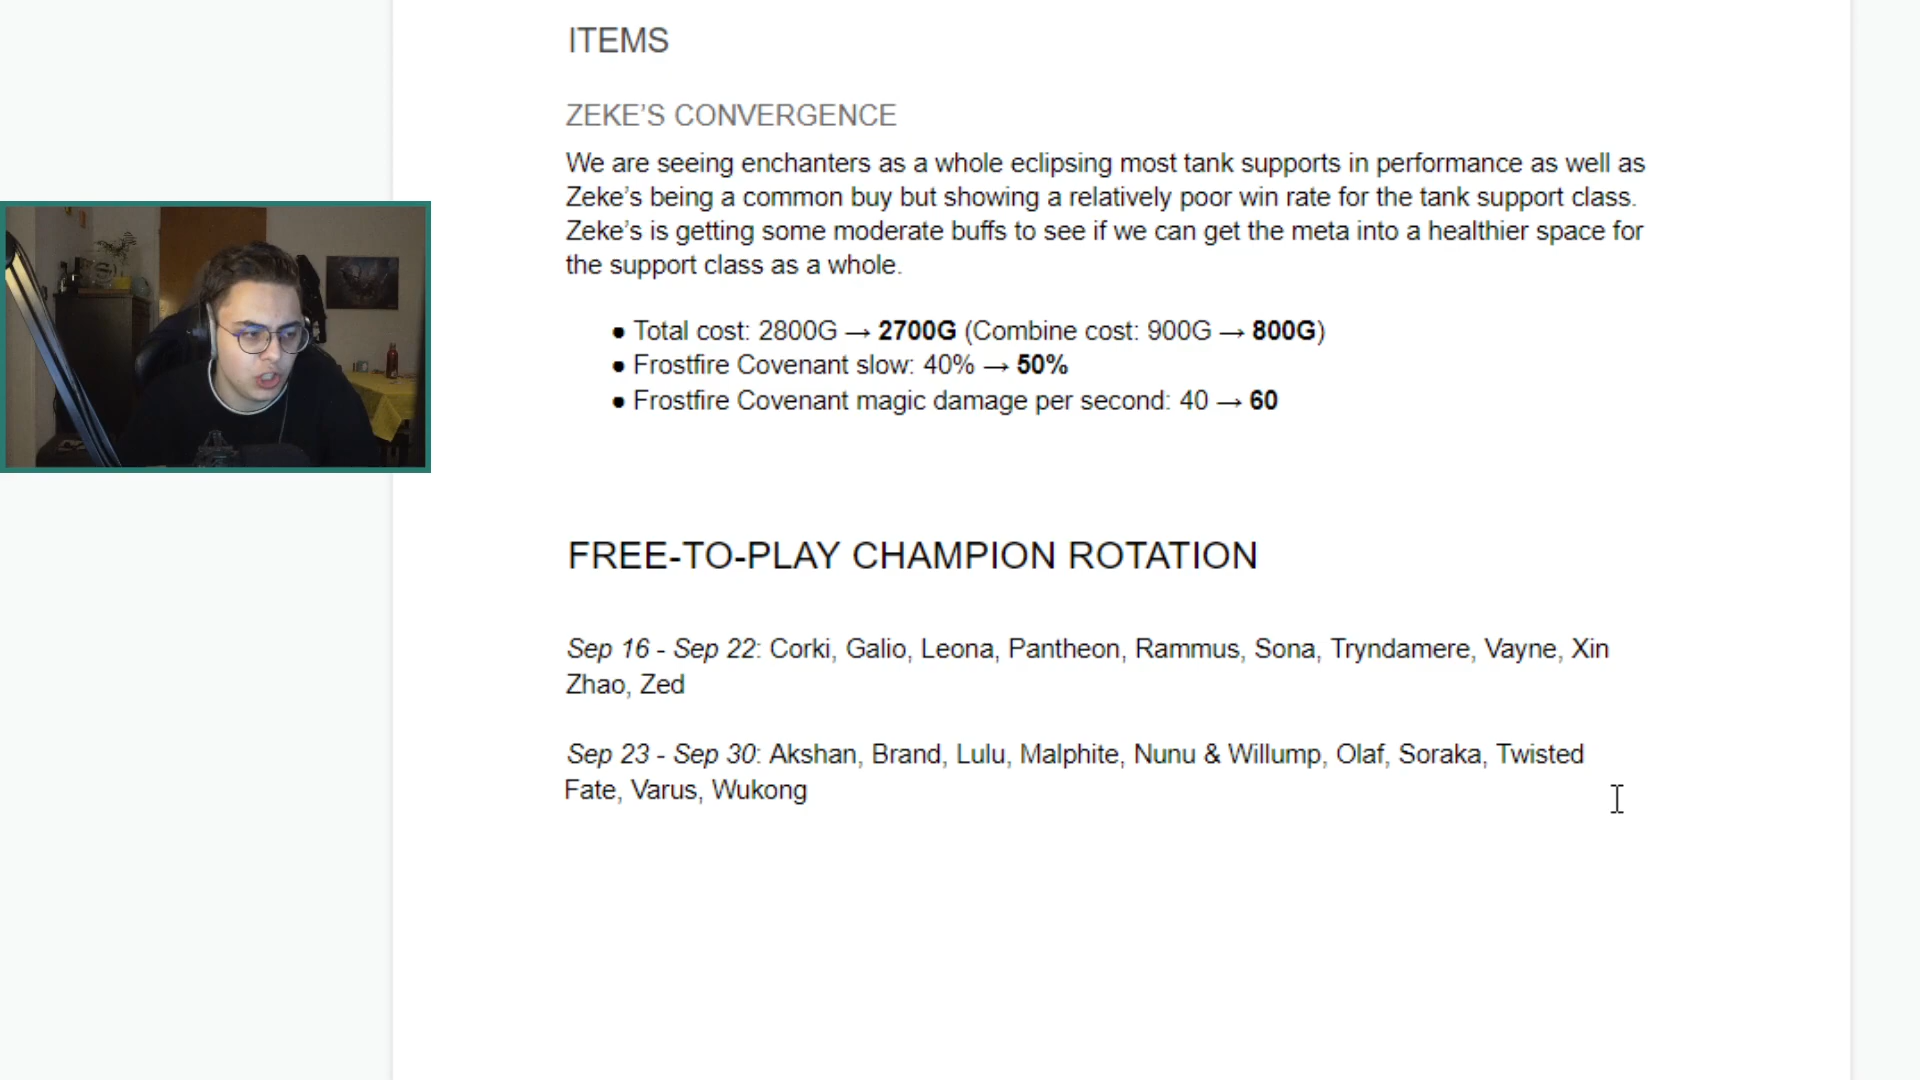 ITEMS
ZEKE’S CONVERGENCE
We are seeing enchanters as a whole eclipsing most tank supports in performance as well as
Zeke’s being a common buy but showing a relatively poor win rate for the tank support class.
Zeke’s is getting some moderate buffs to see if we can get the meta into a healthier space for
the support class as a whole.
● Total cost: 2800G → 2700G (Combine cost: 900G → 800G)
● Frostfire Covenant slow: 40% → 50%
● Frostfire Covenant magic damage per second: 40 → 60
FREE-TO-PLAY CHAMPION ROTATION
Sep 16 - Sep 22: Corki, Galio, Leona, Pantheon, Rammus, Sona, Tryndamere, Vayne, Xin
Zhao, Zed
Sep 23 - Sep 30: Akshan, Brand, Lulu, Malphite, Nunu & Willump, Olaf, Soraka, Twisted
Fate, Varus, Wukong